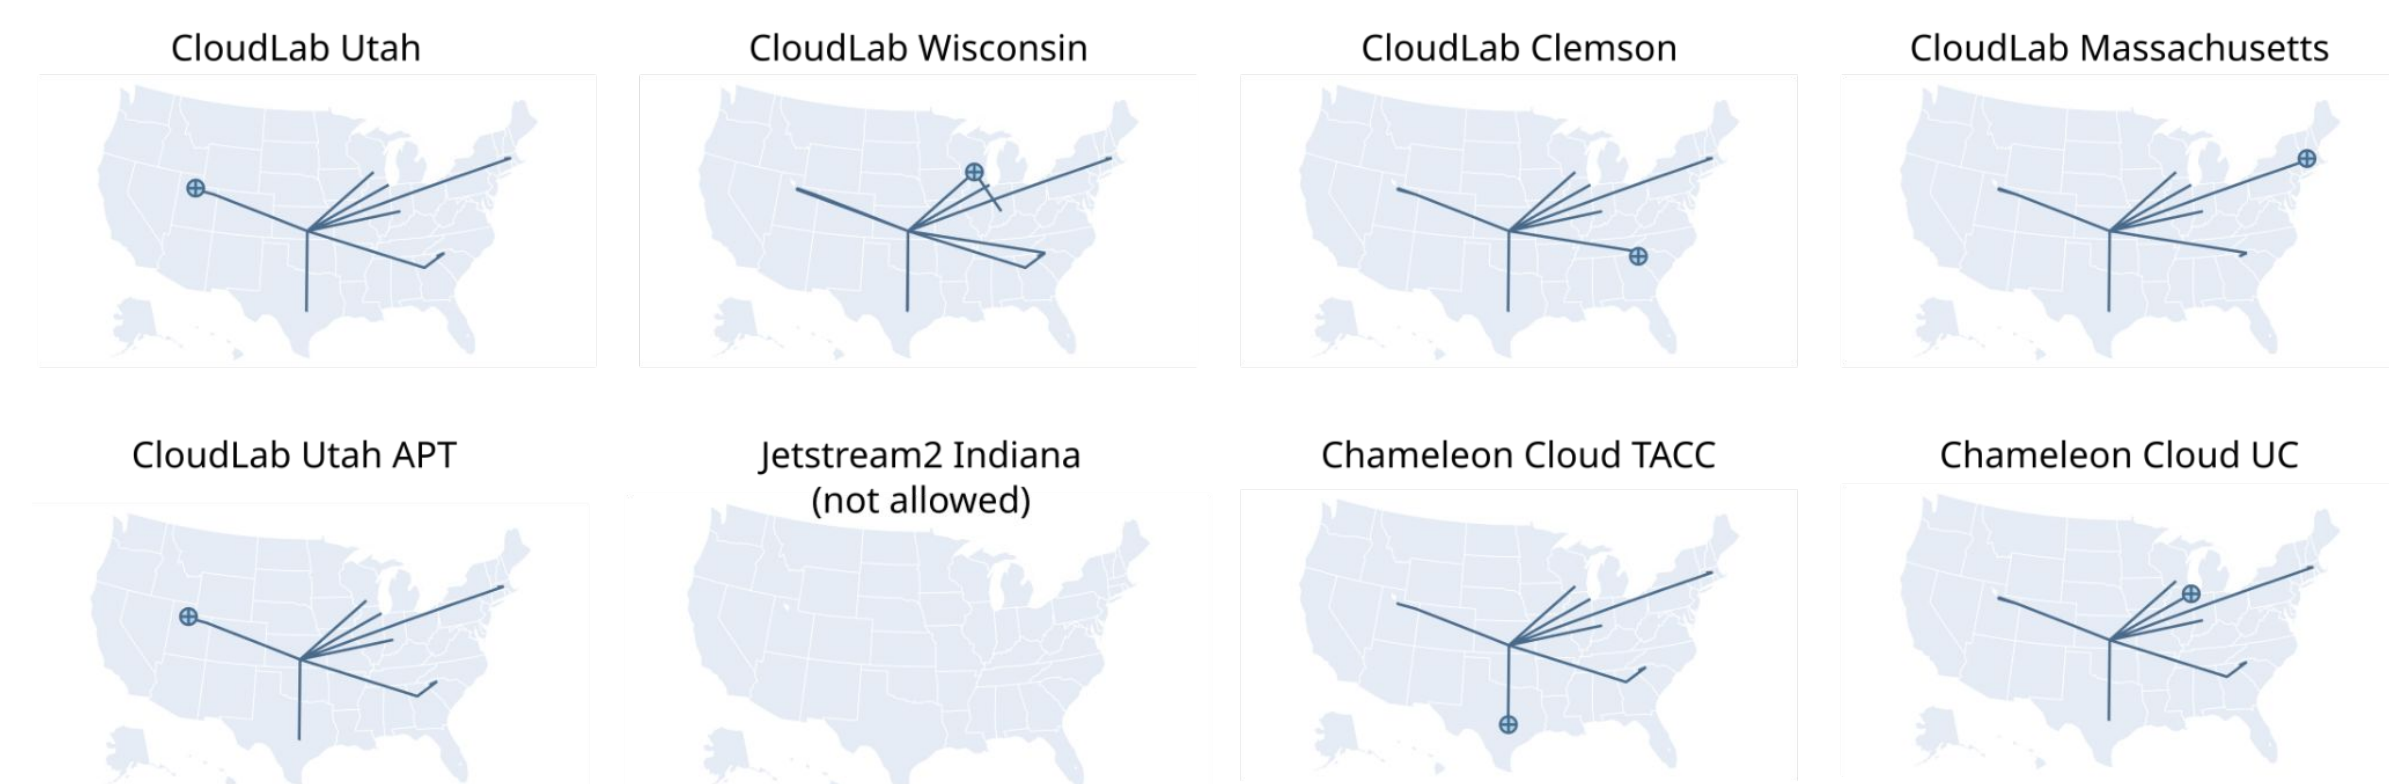 CloudLab Utah
CloudLab Wisconsin
CloudLab Clemson
CloudLab Massachusetts
CloudLab Utah APT
Jetstream2 Indiana
(not allowed)
Chameleon Cloud TACC
Chameleon Cloud UC